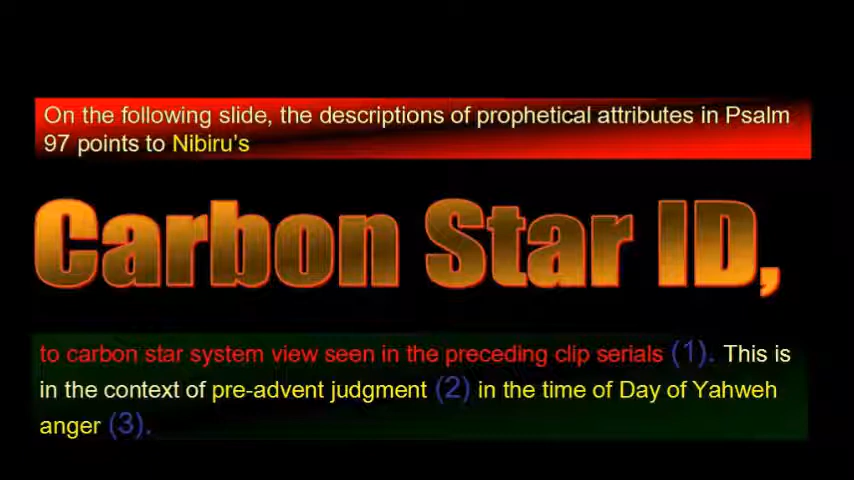 On the following slide, the descriptions of prophetical attributes in Psalm
97 points to Nibiru's
Carbon Star ID,
to carbon star system view seen in the preceding clip serials (1). This is
in the context of pre-advent judgment (2) in the time of Day of Yahweh
anger (3).